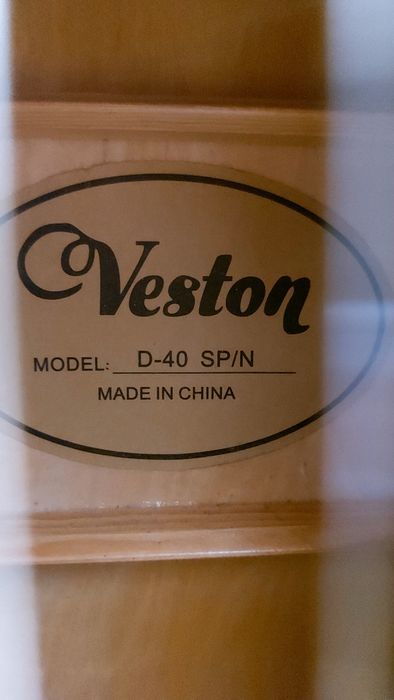 Veston
MODEL: D-40 SP/N
MADE IN CHINA